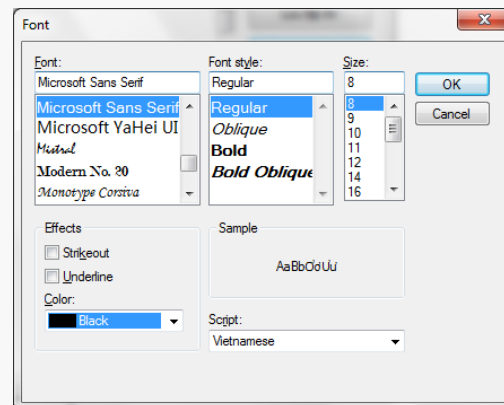 Font
Font:
Microsoft Sans Serif
Microsoft Sans Serif
Microsoft YaHei UI
Mistral
Modern No. 20
Monotype Corsiva
Font style:
Regular
Regular
Oblique
Bold
Bold Oblique
Size:
8
8
9
10
11
12
14
16
OK
Cancel
Effects
Strikeout
Underline
Color:
Black
Sample
AaBbƠơƯư
Script:
Vietnamese